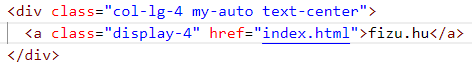 <div class="col-lg-4 my-auto text-center">
<a class="display-4" href="index.html">fizu.hu</a>
</div>